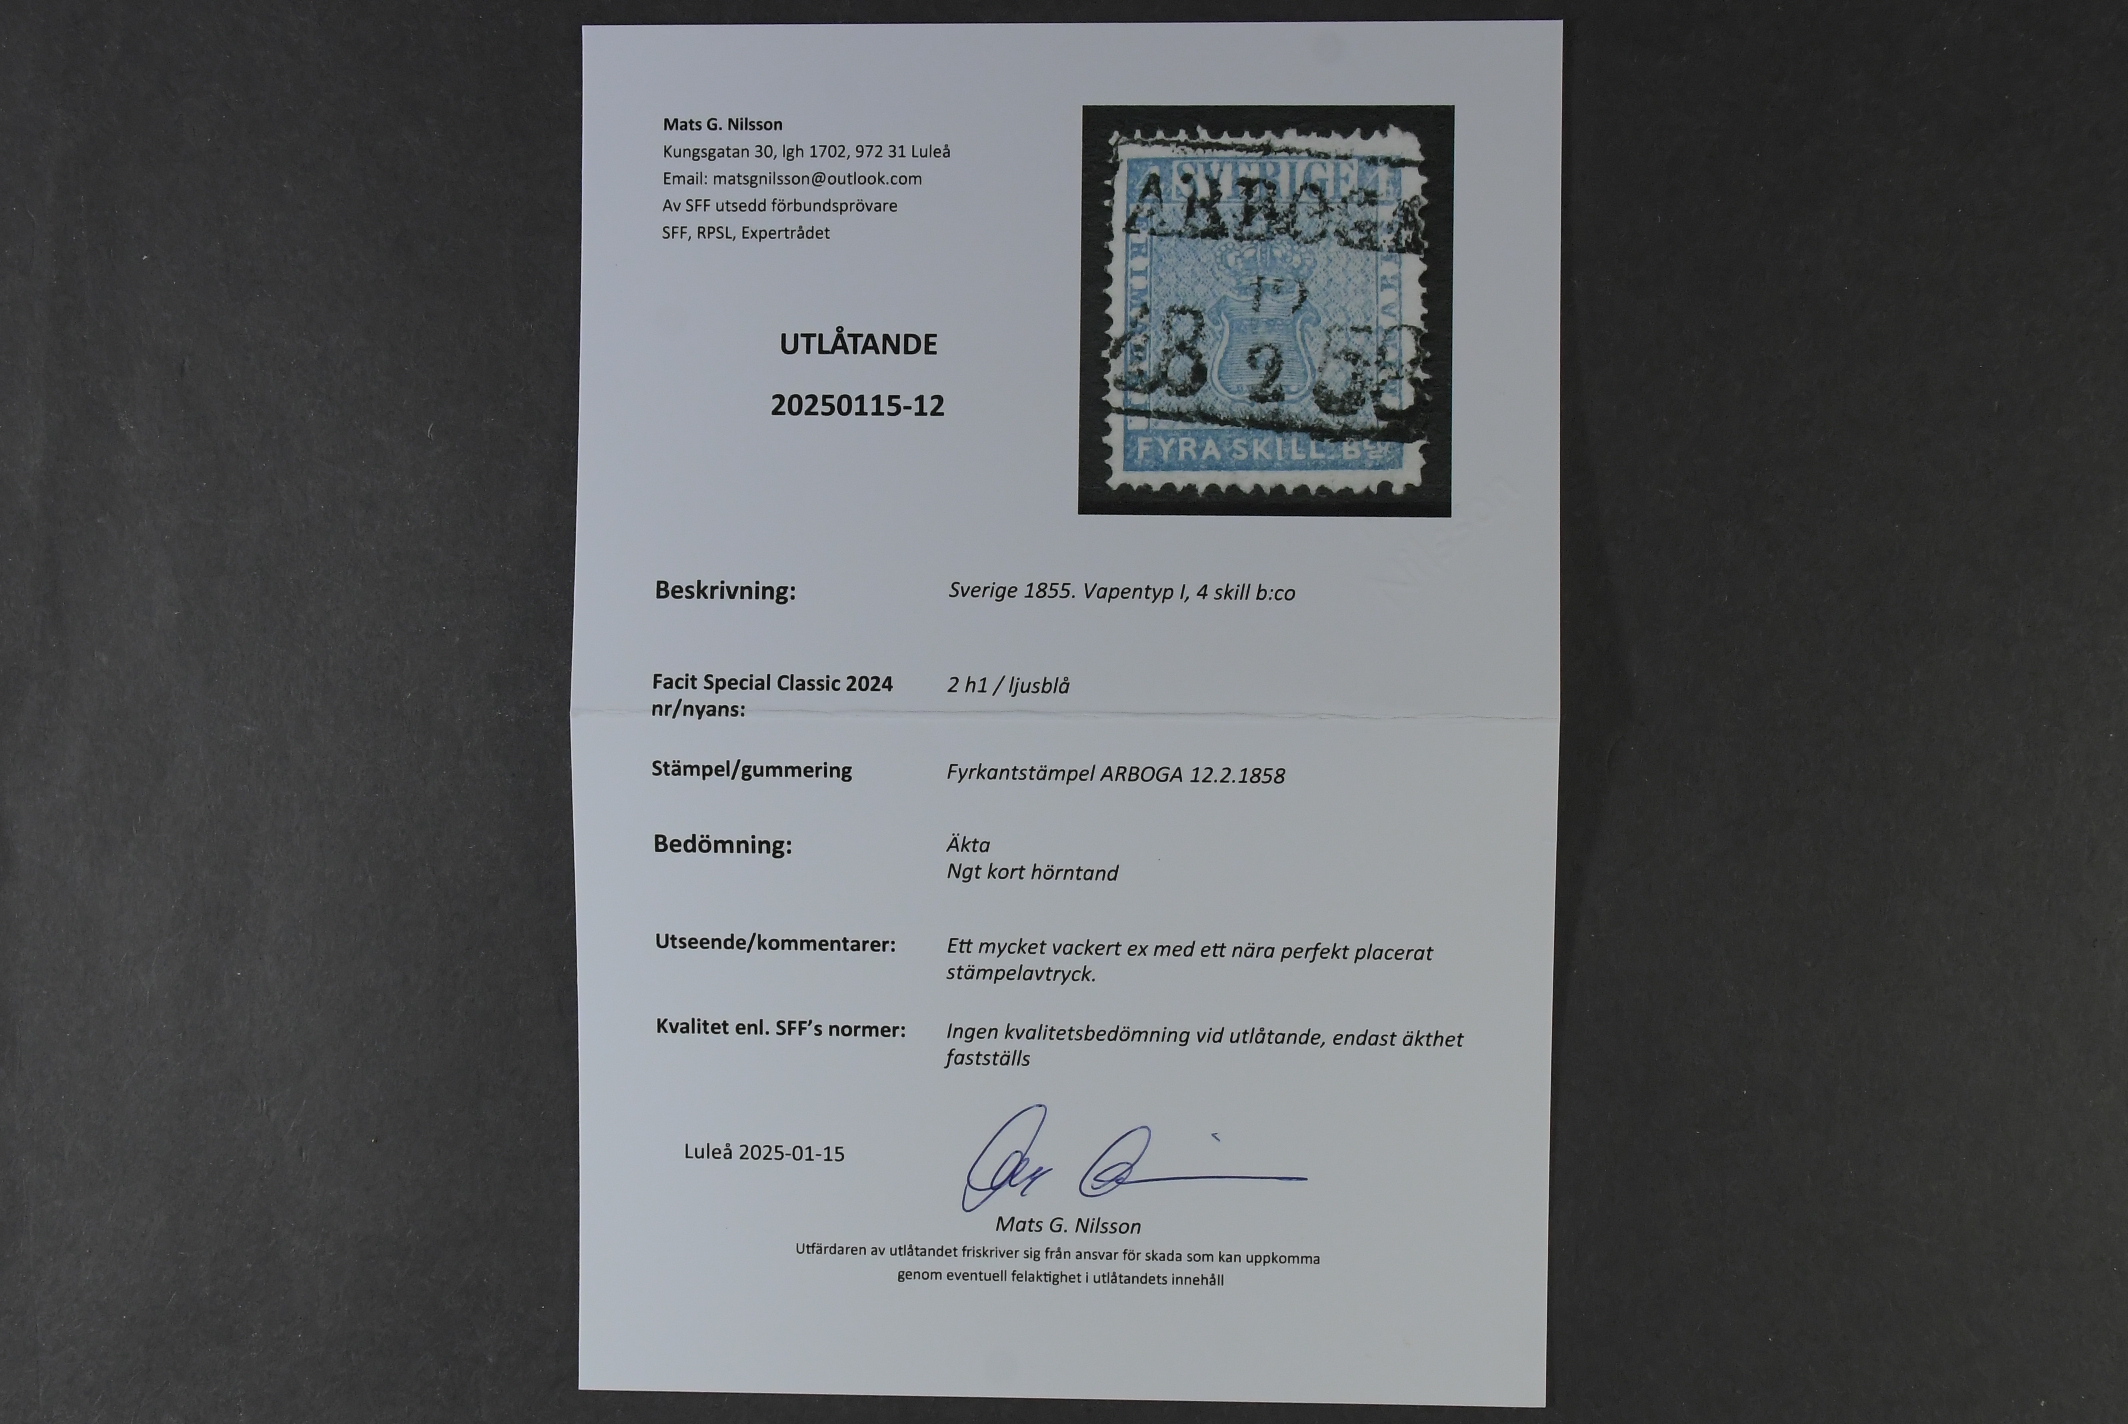 Mats G. Nilsson
Kungsgatan 30, lgh 1702, 972 31 Luleå
Email: matsgnilsson@outlook.com
Av SFF utsedd förbundsprövare
SFF, RPSL, Expertrådet
UTLÅTANDE
20250115-12
SVERIGE
ARBOGA
2
FYRA SKILL. Bco
Nilsson
Beskrivning: Sverige 1855. Vapentyp I, 4 skill b:co
Facit Special Classic 2024 2 h1 / ljusblå
nr/nyans:
Stämpel/gummering Fyrkantstämpel ARBOGA 12.2.1858
Bedömning: Äkta
Ngt kort hörntand
Utseende/kommentarer: Ett mycket vackert ex med ett nära perfekt placerat
stämpelavtryck.
Kvalitet enl. SFF's normer: Ingen kvalitetsbedömning vid utlåtande, endast äkthet
fastställs
Luleå 2025-01-15
Mats G. Nilsson
Utfärdaren av utlåtandet friskriver sig från ansvar för skada som kan uppkomma
genom eventuell felaktighet i utlåtandets innehåll